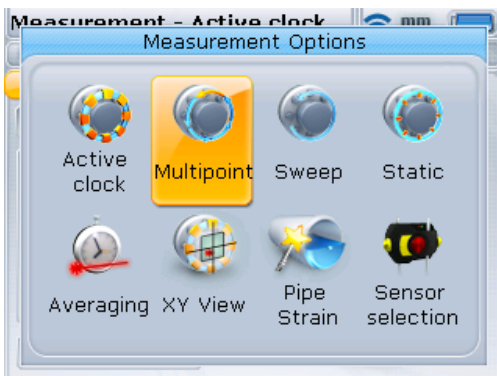 Measurement - Active clock
mm
Measurement Options
Active
clock
Multipoint
Sweep
Static
Averaging
XY View
Pipe
Strain
Sensor
selection